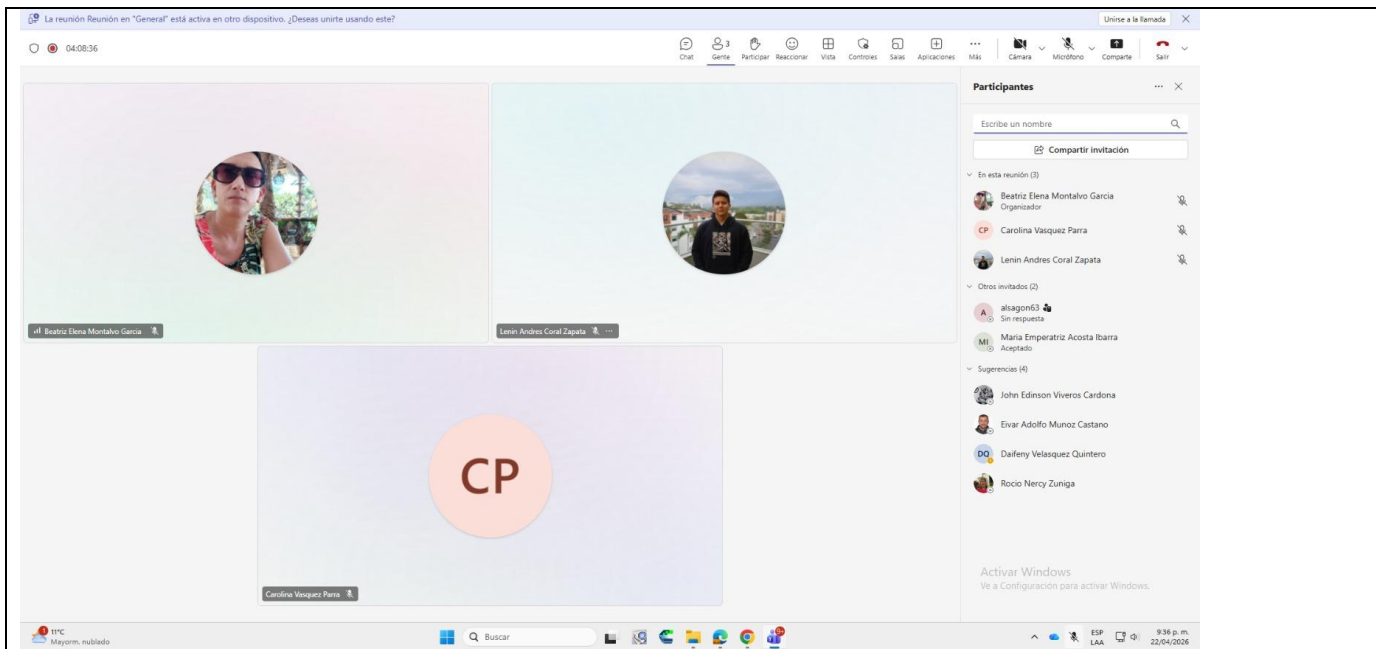 La reunión Reunión en "General" está activa en otro dispositivo. ¿Deseas unirte usando este?
Unirse a la llamada
04:08:36
3
Chat Gente Participar Reaccionar Vista Controles Salas Aplicaciones Más Cámara Micrófono Comparte Salir
Participantes
Escribe un nombre
Compartir invitación
En esta reunión (3)
Beatriz Elena Montalvo Garcia
Organizador
CP Carolina Vasquez Parra
Lenin Andres Coral Zapata
Otros invitados (2)
A alsagon63
Sin respuesta
MI Maria Emperatriz Acosta Ibarra
Aceptado
Sugerencias (4)
John Edinson Viveros Cardona
Eivar Adolfo Munoz Castano
DQ Daifeny Velasquez Quintero
Rocio Nercy Zuniga
Beatriz Elena Montalvo Garcia
Lenin Andres Coral Zapata
CP
Carolina Vasquez Parra
Activar Windows
Ve a Configuración para activar Windows.
1
11°C
Mayorm. nublado
Buscar
ESP
LAA
9:36 p. m.
22/04/2026